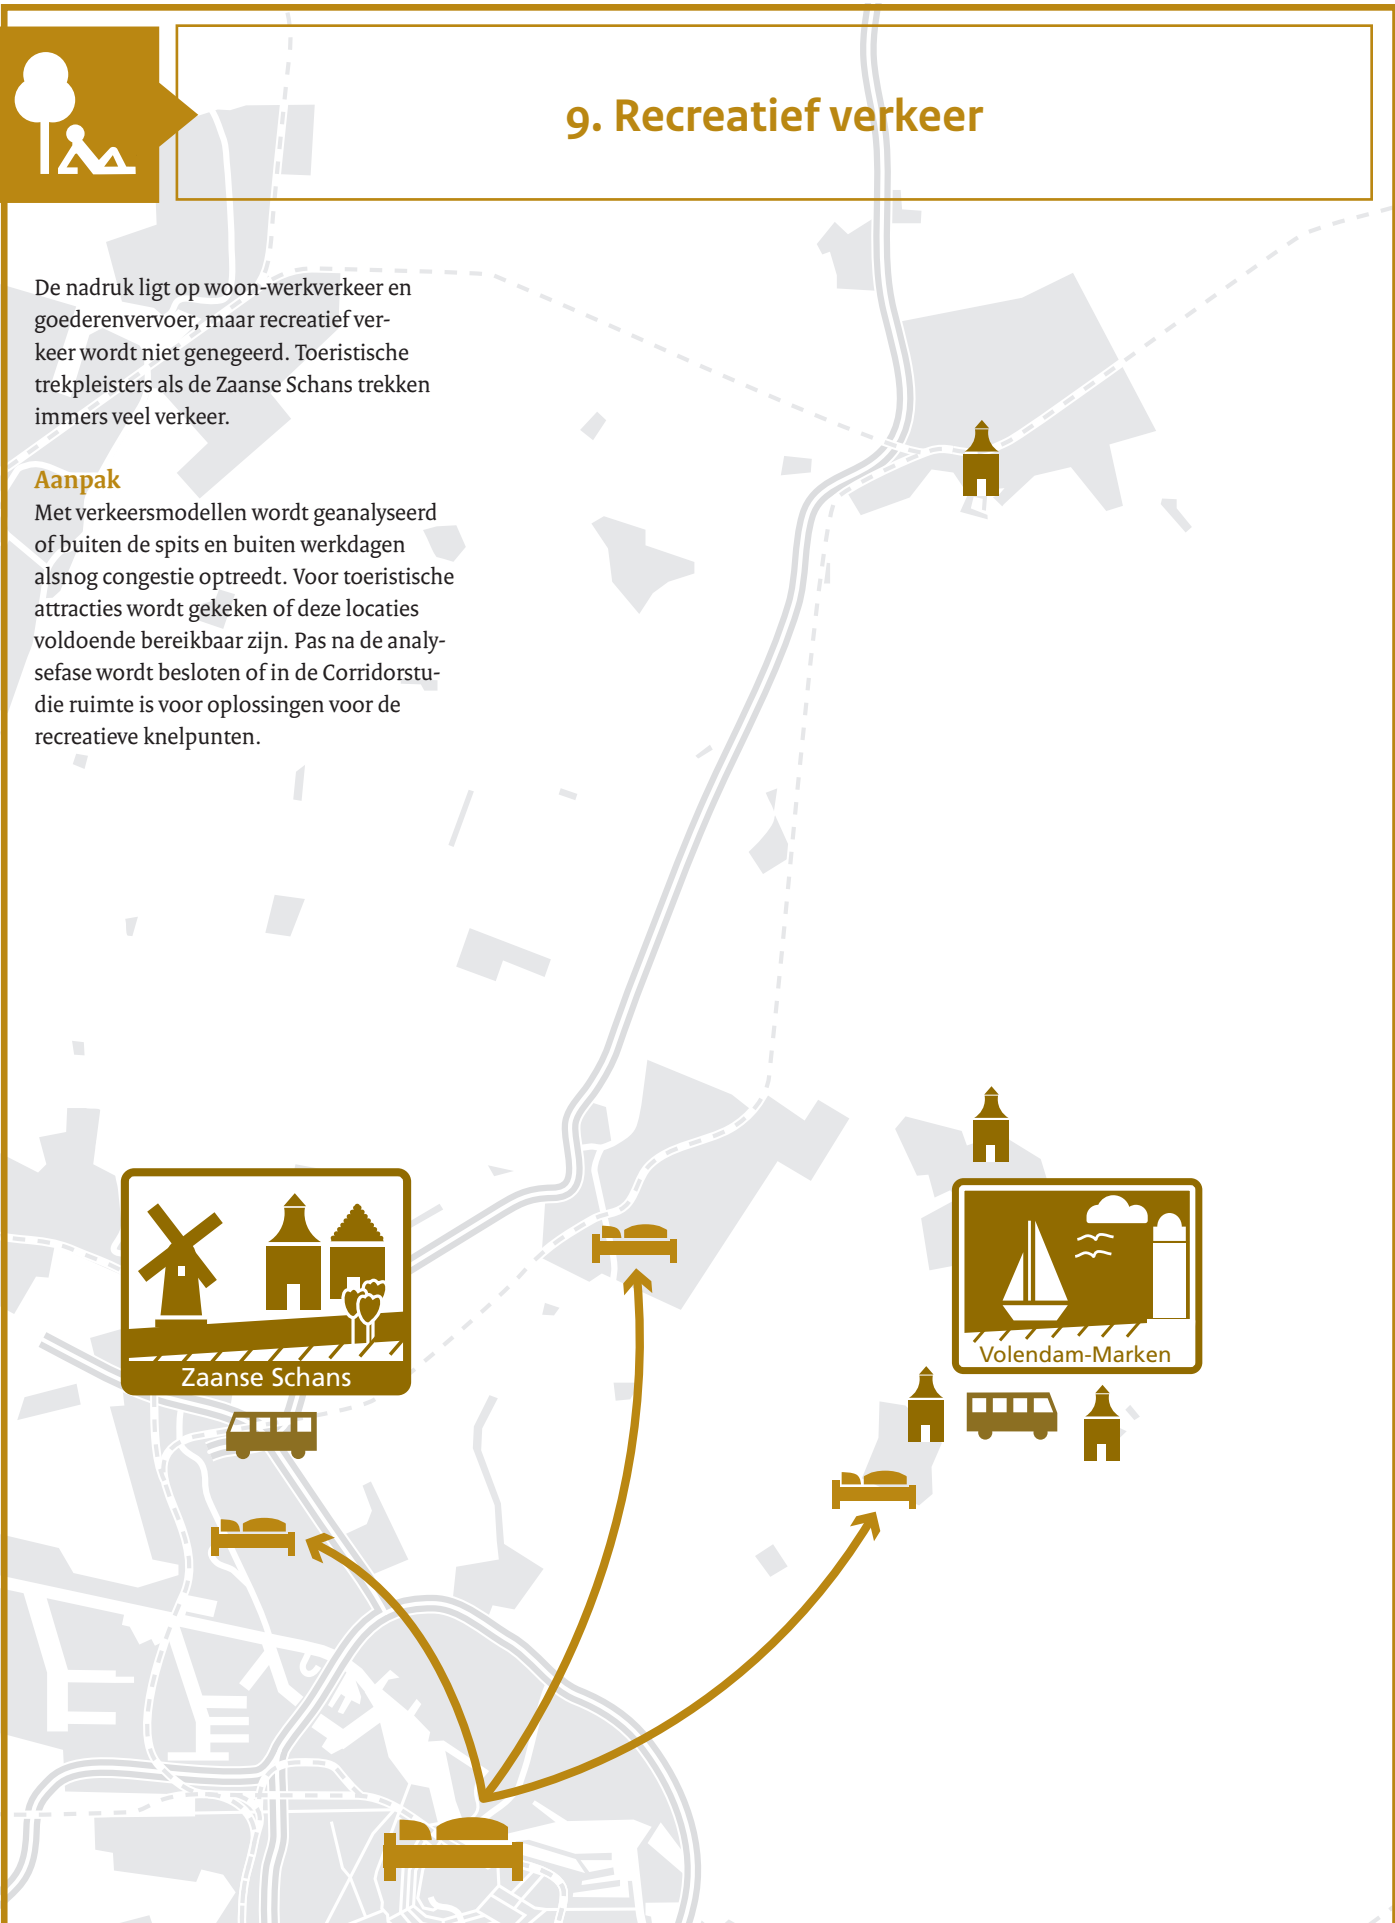 9. Recreatief verkeer
De nadruk ligt op woon-werkverkeer en
goederenvervoer, maar recreatief ver-
keer wordt niet genegeerd. Toeristische
trekpleisters als de Zaanse Schans trekken
immers veel verkeer.
Aanpak
Met verkeersmodellen wordt geanalyseerd
of buiten de spits en buiten werkdagen
alsnog congestie optreedt. Voor toeristische
attracties wordt gekeken of deze locaties
voldoende bereikbaar zijn. Pas na de analy-
sefase wordt besloten of in de Corridorstu-
die ruimte is voor oplossingen voor de
recreatieve knelpunten.
Zaanse Schans
Volendam-Marken